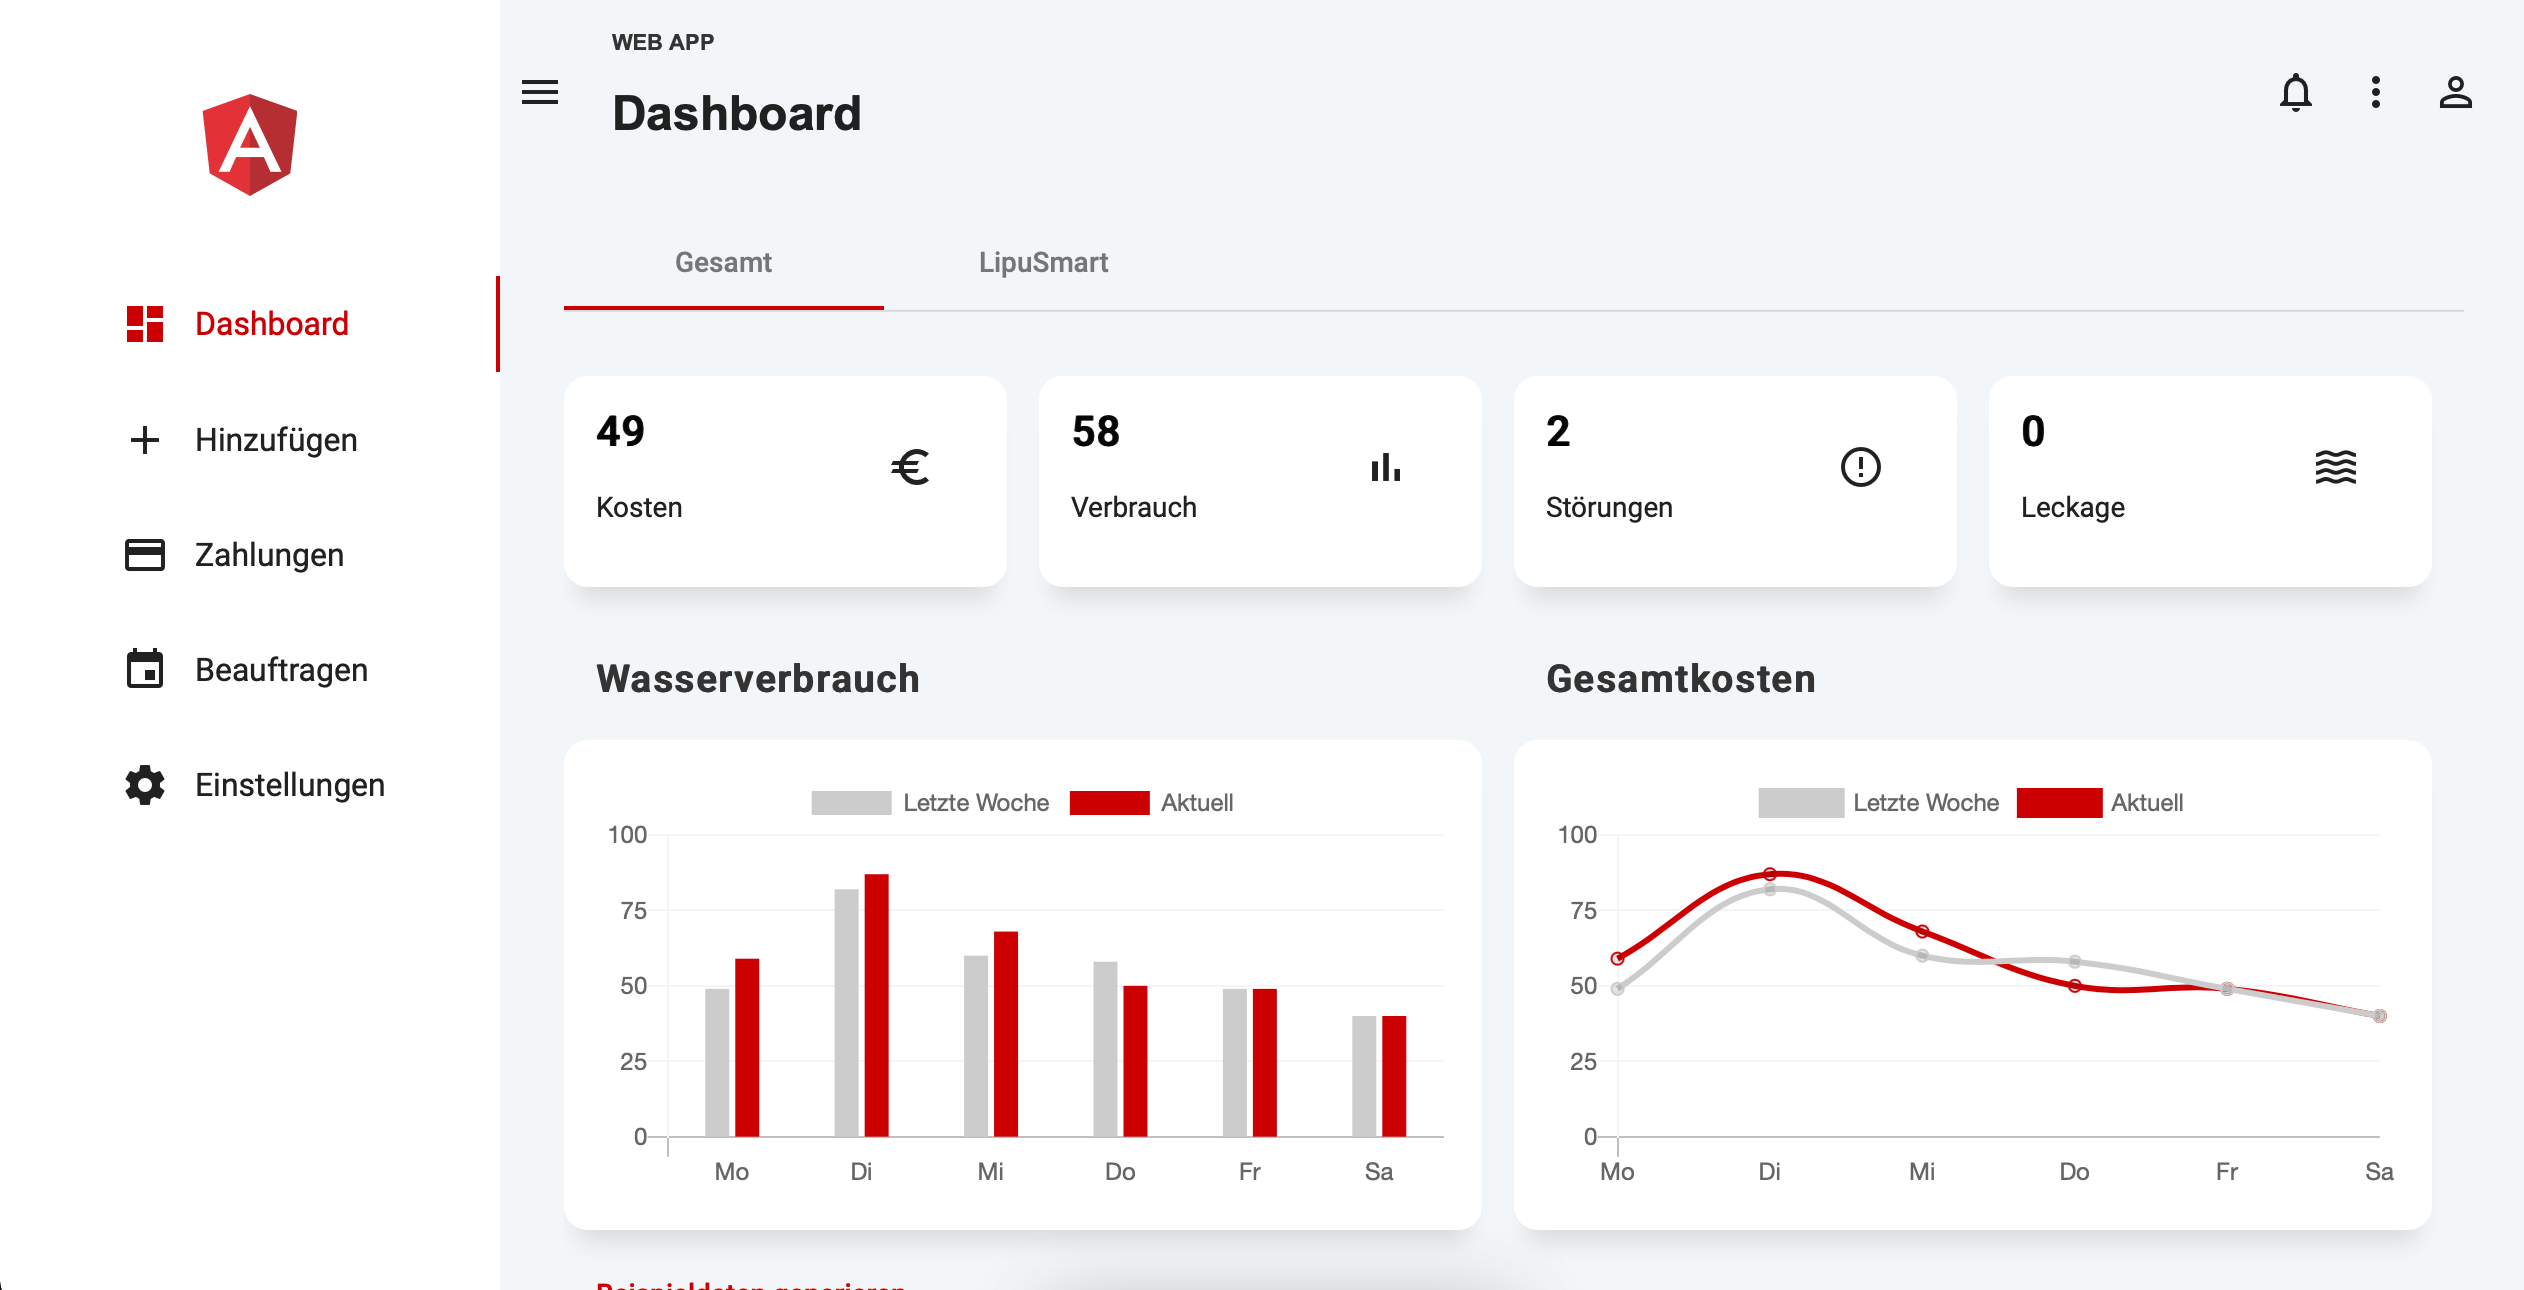 WEB APP
Dashboard
Gesamt
LipuSmart
Dashboard
Hinzufügen
Zahlungen
Beauftragen
Einstellungen
49
Kosten
58
Verbrauch
2
Störungen
0
Leckage
Wasserverbrauch
Letzte Woche Aktuell
100
75
50
25
0
Mo Di Mi Do Fr Sa
Gesamtkosten
Letzte Woche Aktuell
100
75
50
25
0
Mo Di Mi Do Fr Sa
Beispieldaten generieren